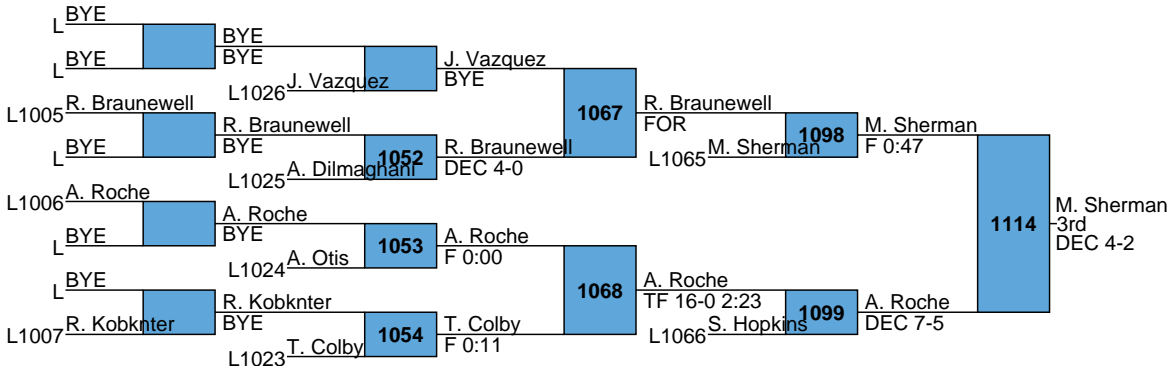 L BYE
L BYE
BYE
BYE
L1026 J. Vazquez
J. Vazquez
BYE
L1005 R. Braunewell
L BYE
R. Braunewell
BYE
L1025 A. Dilmaghani
1052
R. Braunewell
DEC 4-0
1067
R. Braunewell
FOR
L1065 M. Sherman
1098
M. Sherman
F 0:47
L1006 A. Roche
L BYE
A. Roche
BYE
L1024 A. Otis
1053
A. Roche
F 0:00
L BYE
L1007 R. Kobknter
R. Kobknter
BYE
L1023 T. Colby
1054
T. Colby
F 0:11
1068
A. Roche
TF 16-0 2:23
L1066 S. Hopkins
1099
A. Roche
DEC 7-5
1114
M. Sherman
3rd
DEC 4-2